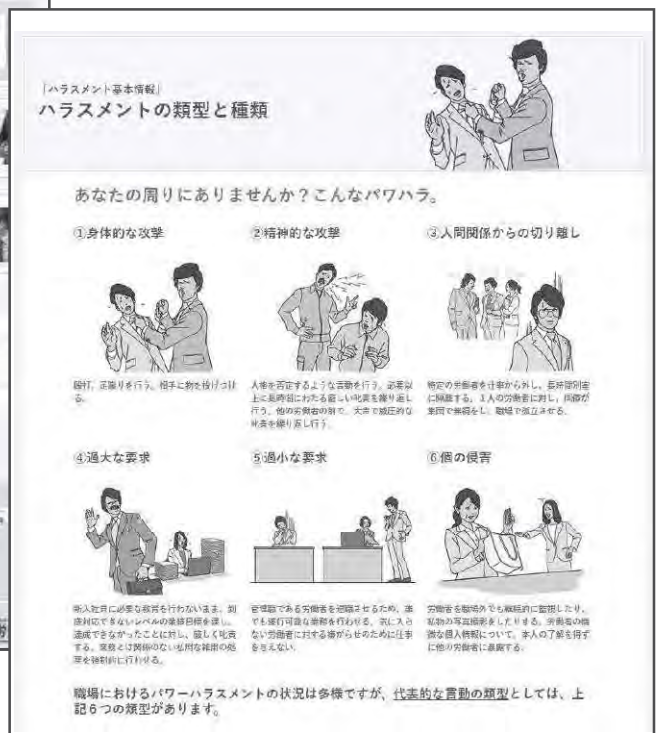 「ハラスメント基本情報」
ハラスメントの類型と種類
あなたの周りにありませんか？こんなパワハラ。
①身体的な攻撃
②精神的な攻撃
③人間関係からの切り離し
殴打、足蹴りを行う。相手に物を投げつけ
る。
人格を否定するような言動を行う。必要以
上に長時間にわたる厳しい叱責を繰り返し
行う。他の労働者の前で、大声で威圧的な
叱責を繰り返し行う。
特定の労働者を仕事から外し、長時間別室
に隔離する。1人の労働者に対し、同僚が
集団で無視をし、職場で孤立させる。
④過大な要求
⑤過小な要求
⑥個の侵害
新入社員に必要な教育を行わないまま、到
底対応できないレベルの業績目標を課し、
達成できなかったことに対し、厳しく叱責
する。業務とは関係のない私用な雑用の処
理を強制的に行わせる。
管理職である労働者を退職させるため、誰
でも遂行可能な業務を行わせる。気に入ら
ない労働者に対する嫌がらせのために仕事
を与えない。
労働者を職場外でも継続的に監視したり、
私物の写真撮影をしたりする。労働者の機
微な個人情報について、本人の了解を得ず
に他の労働者に暴露する。
職場におけるパワーハラスメントの状況は多様ですが、代表的な言動の類型としては、上
記６つの類型があります。